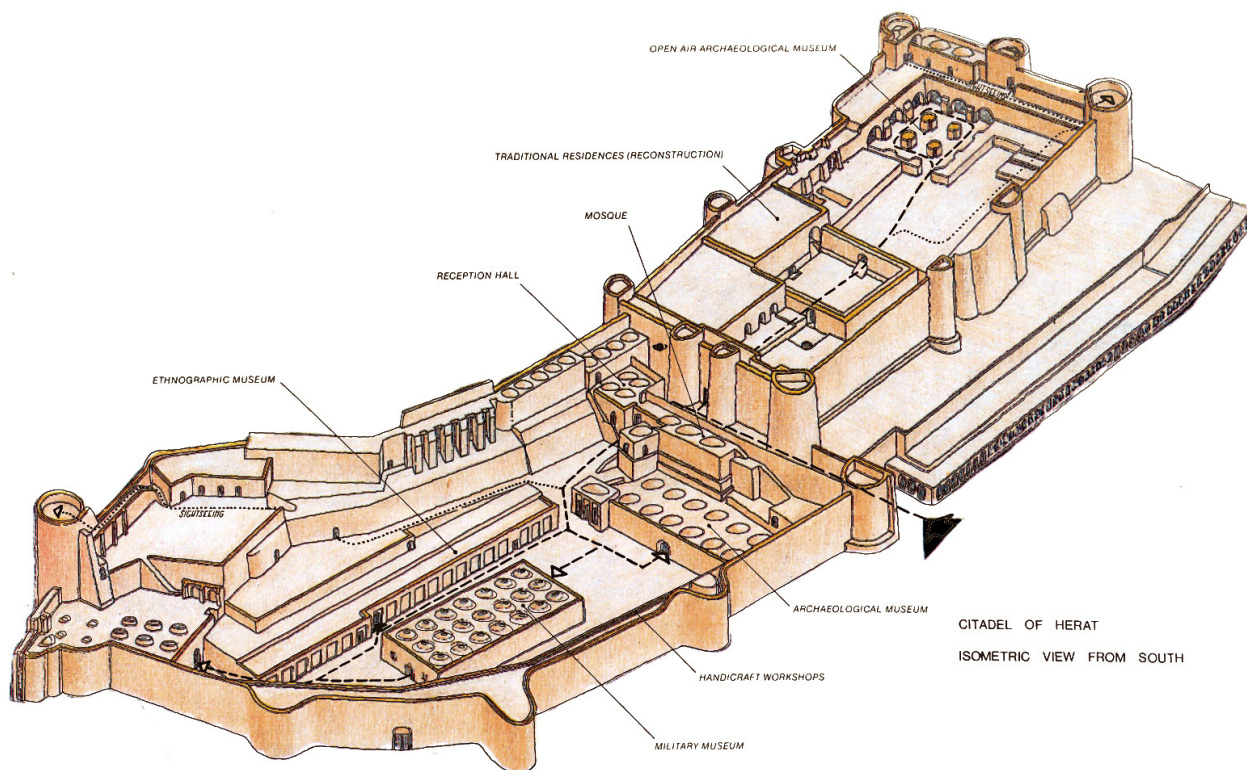 OPEN AIR ARCHAEOLOGICAL MUSEUM
SIGHTSEEING
TRADITIONAL RESIDENCES (RECONSTRUCTION)
MOSQUE
RECEPTION HALL
ETHNOGRAPHIC MUSEUM
SIGHTSEEING
ARCHAEOLOGICAL MUSEUM
CITADEL OF HERAT
ISOMETRIC VIEW FROM SOUTH
HANDICRAFT WORKSHOPS
MILITARY MUSEUM